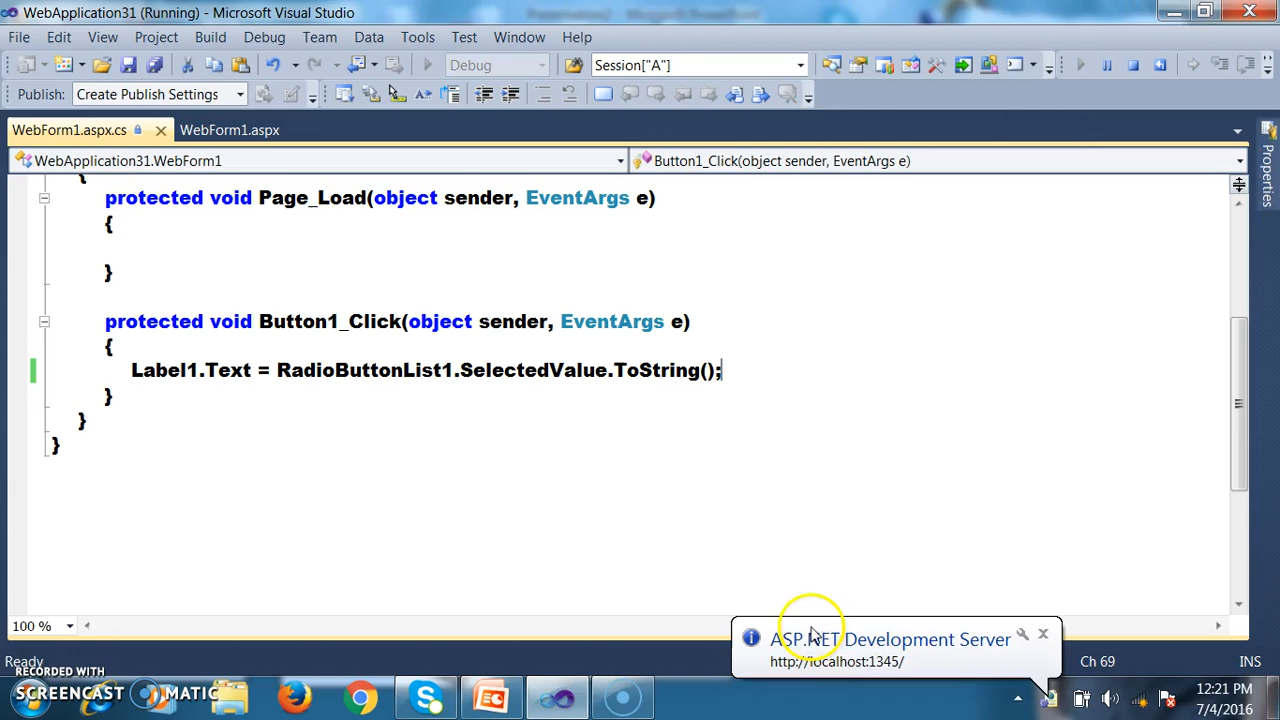 WebApplication31 (Running) - Microsoft Visual Studio
File Edit View Project Build Debug Team Data Tools Test Window Help
Debug Session["A"]
Publish: Create Publish Settings
WebForm1.aspx.cs WebForm1.aspx
WebApplication31.WebForm1 Button1_Click(object sender, EventArgs e)
Properties
{
protected void Page_Load(object sender, EventArgs e)
{
}
protected void Button1_Click(object sender, EventArgs e)
{
Label1.Text = RadioButtonList1.SelectedValue.ToString();
}
}
}
100 %
ASP.NET Development Server
http://localhost:1345/
Ready Ch 69 INS
RECORDED WITH
SCREENCAST MATIC
12:21 PM
7/4/2016